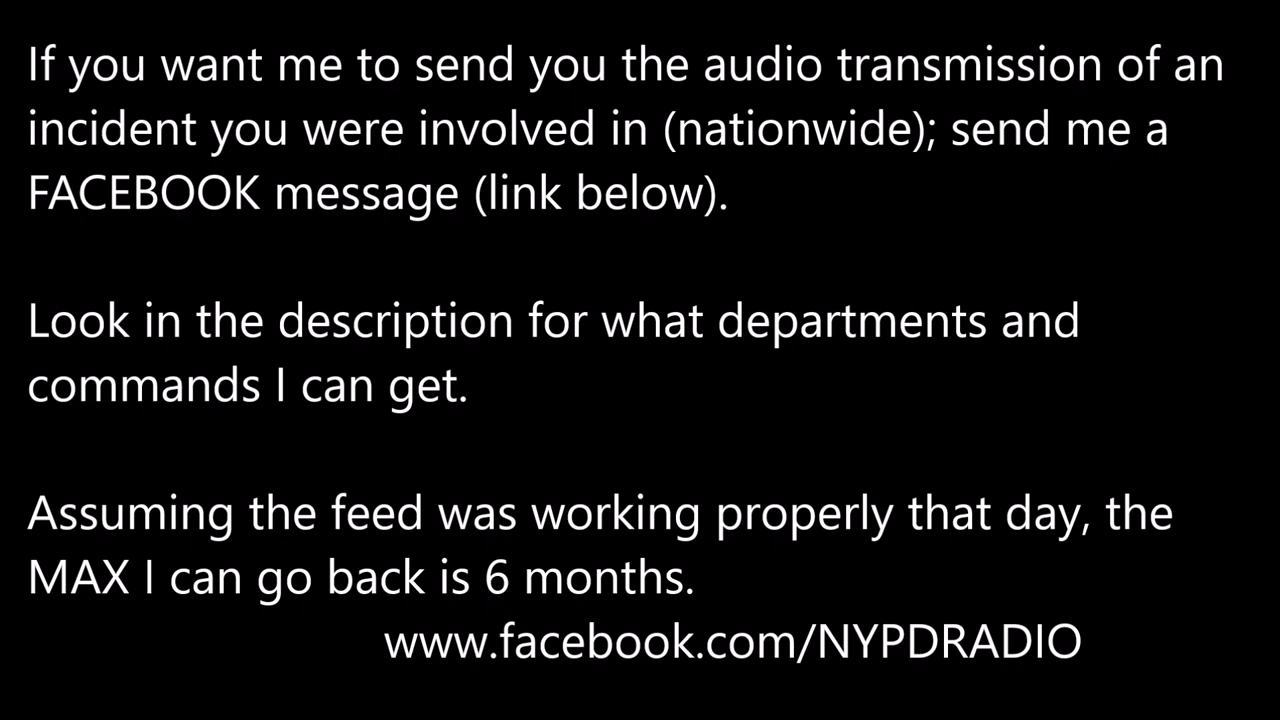 If you want me to send you the audio transmission of an
incident you were involved in (nationwide); send me a
FACEBOOK message (link below).
Look in the description for what departments and
commands I can get.
Assuming the feed was working properly that day, the
MAX I can go back is 6 months.
www.facebook.com/NYPDRADIO